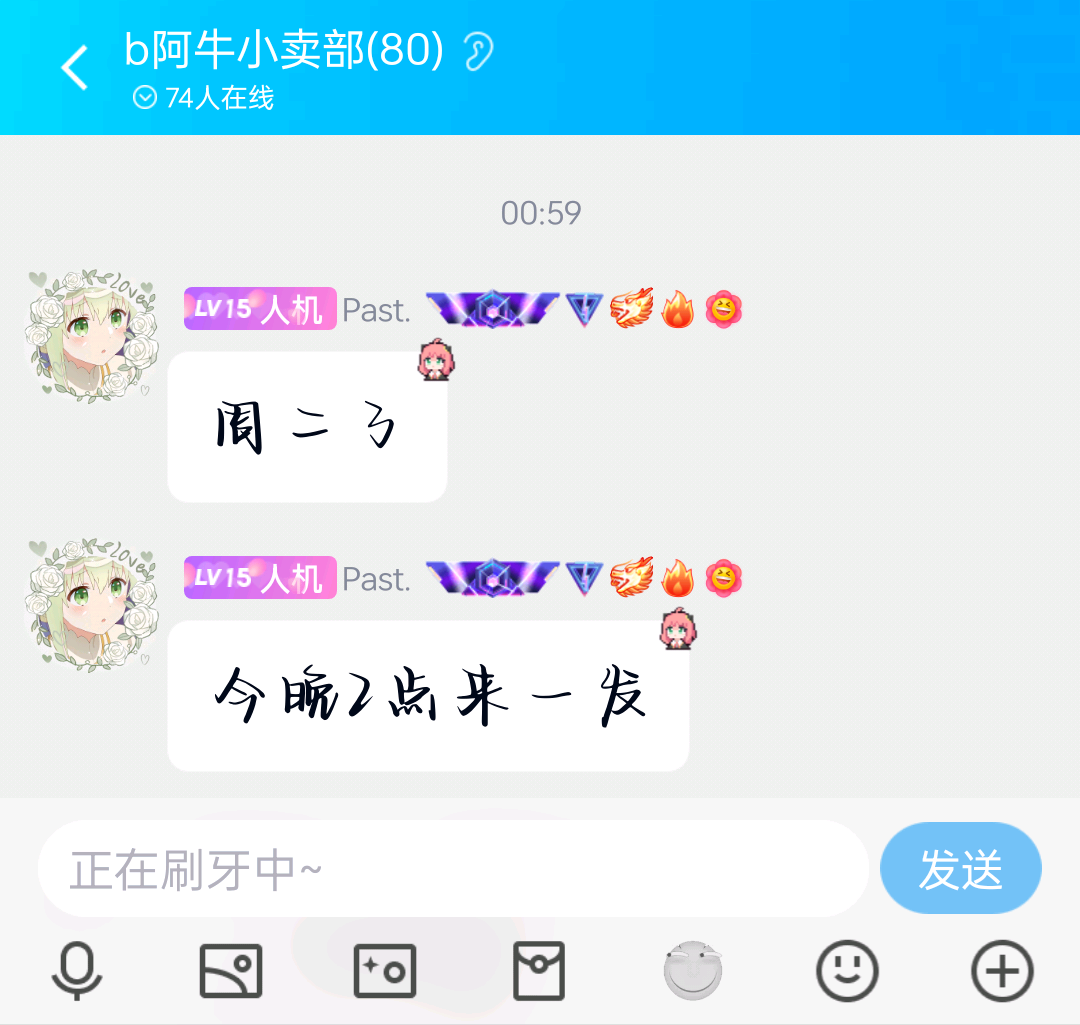 b阿牛小卖部(80)
74人在线
00:59
LV15 人机 Past.
周二了
LV15 人机 Past.
今晚2点来一发
正在刷牙中~
发送